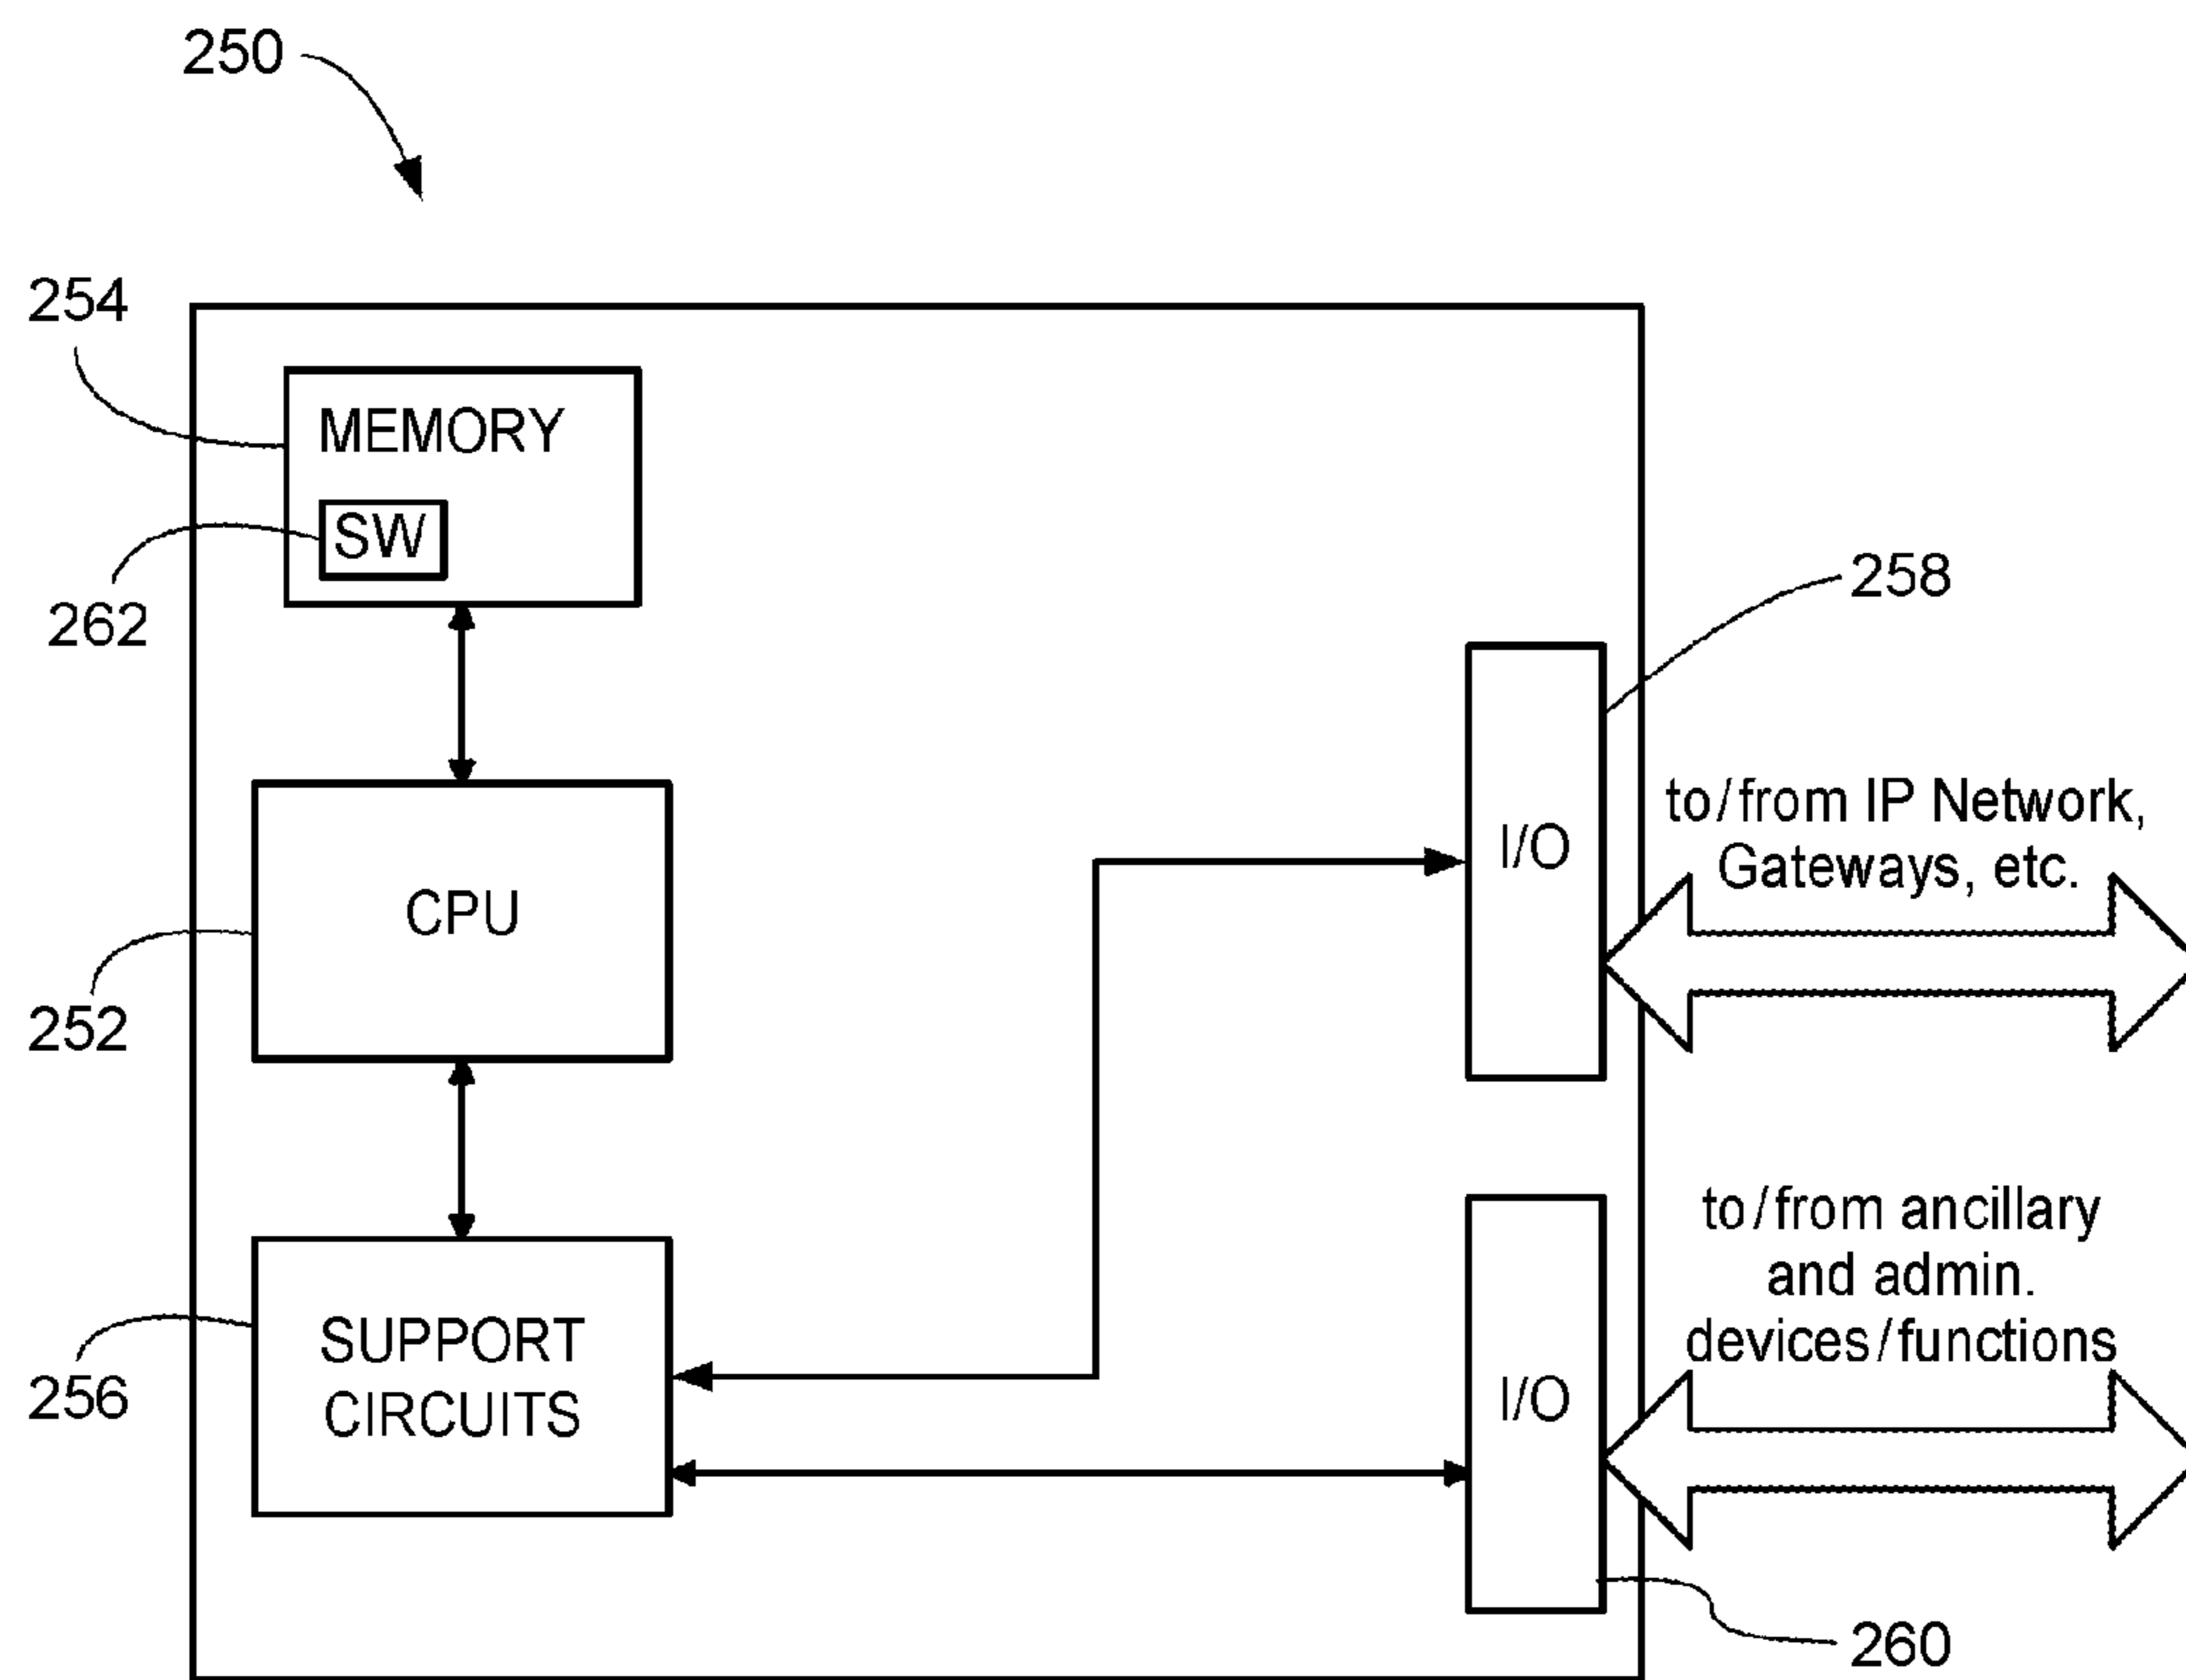 250
254
MEMORY
SW
262
258
to/from IP Network,
Gateways, etc.
I/O
CPU
252
to/from ancillary
and admin.
devices/functions
SUPPORT
CIRCUITS
I/O
256
260